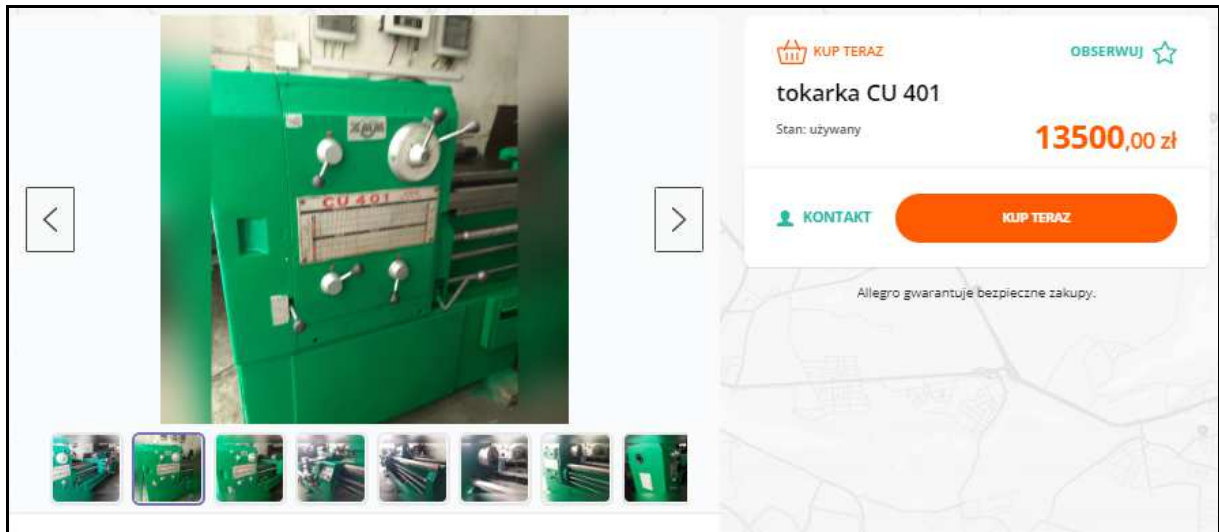 ZMM
CU 401
KUP TERAZ
OBSERWUJ
tokarka CU 401
Stan: używany
13500,00 zł
KONTAKT
KUP TERAZ
Allegro gwarantuje bezpieczne zakupy.